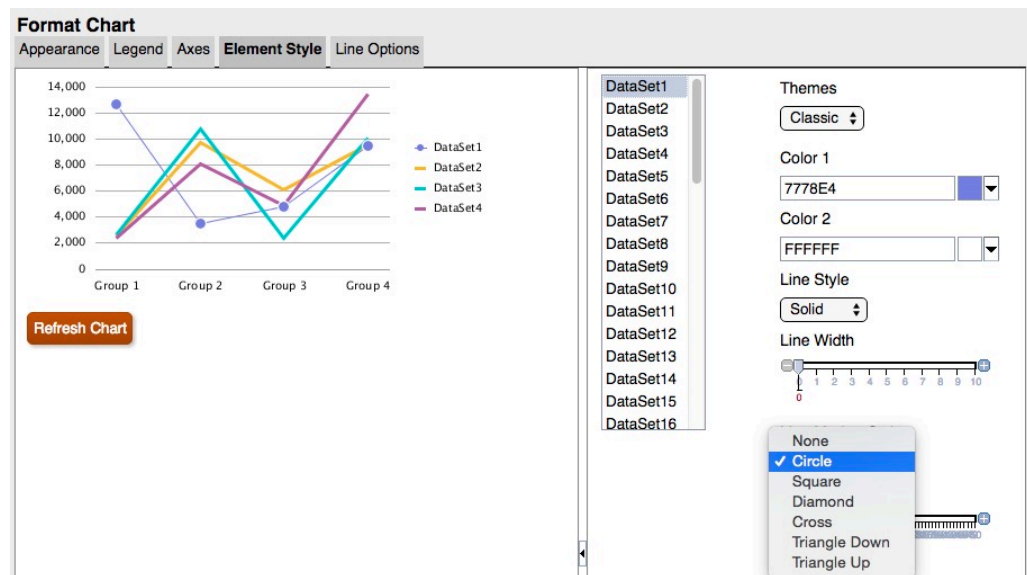 Format Chart
Appearance Legend Axes Element Style Line Options
14,000
12,000
10,000
8,000
6,000
4,000
2,000
0
Group 1 Group 2 Group 3 Group 4
DataSet1
DataSet2
DataSet3
DataSet4
Refresh Chart
DataSet1
DataSet2
DataSet3
DataSet4
DataSet5
DataSet6
DataSet7
DataSet8
DataSet9
DataSet10
DataSet11
DataSet12
DataSet13
DataSet14
DataSet15
DataSet16
Themes
Classic
Color 1
7778E4
Color 2
FFFFFF
Line Style
Solid
Line Width
0 1 2 3 4 5 6 7 8 9 10
0
None
Circle
Square
Diamond
Cross
Triangle Down
Triangle Up